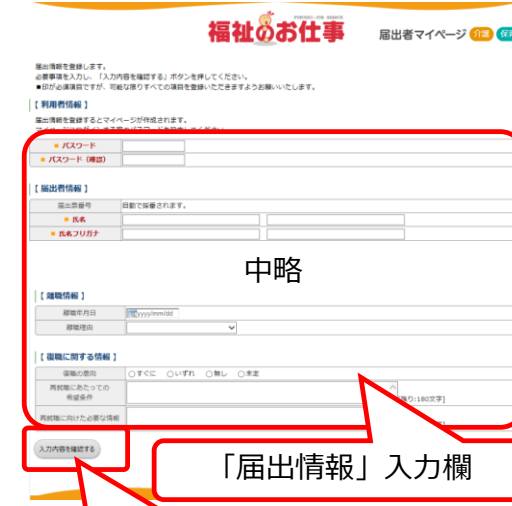 福祉のお仕事
届出者マイページ 介護
届出情報を登録します。
必要事項を入力し、「入力内容を確認する」ボタンを押してください。
■印が必須項目ですが、可能な限りすべての項目を登録いただきますようお願いいたします。
【 利用者情報 】
届出情報を登録するとマイページが作成されます。
■ パスワード
■ パスワード（確認）
【 届出者情報 】
届出票番号 自動で採番されます。
■ 氏名
■ 氏名フリガナ
中略
【 離職情報 】
離職年月日 yyyy/mm/dd
離職理由
【 復職に関する情報 】
復職の意向 ○すぐに ○いずれ ○無し ○未定
再就職にあたっての
希望条件
残り:180文字]
再就職に向けた必要な情報
入力内容を確認する
「届出情報」入力欄